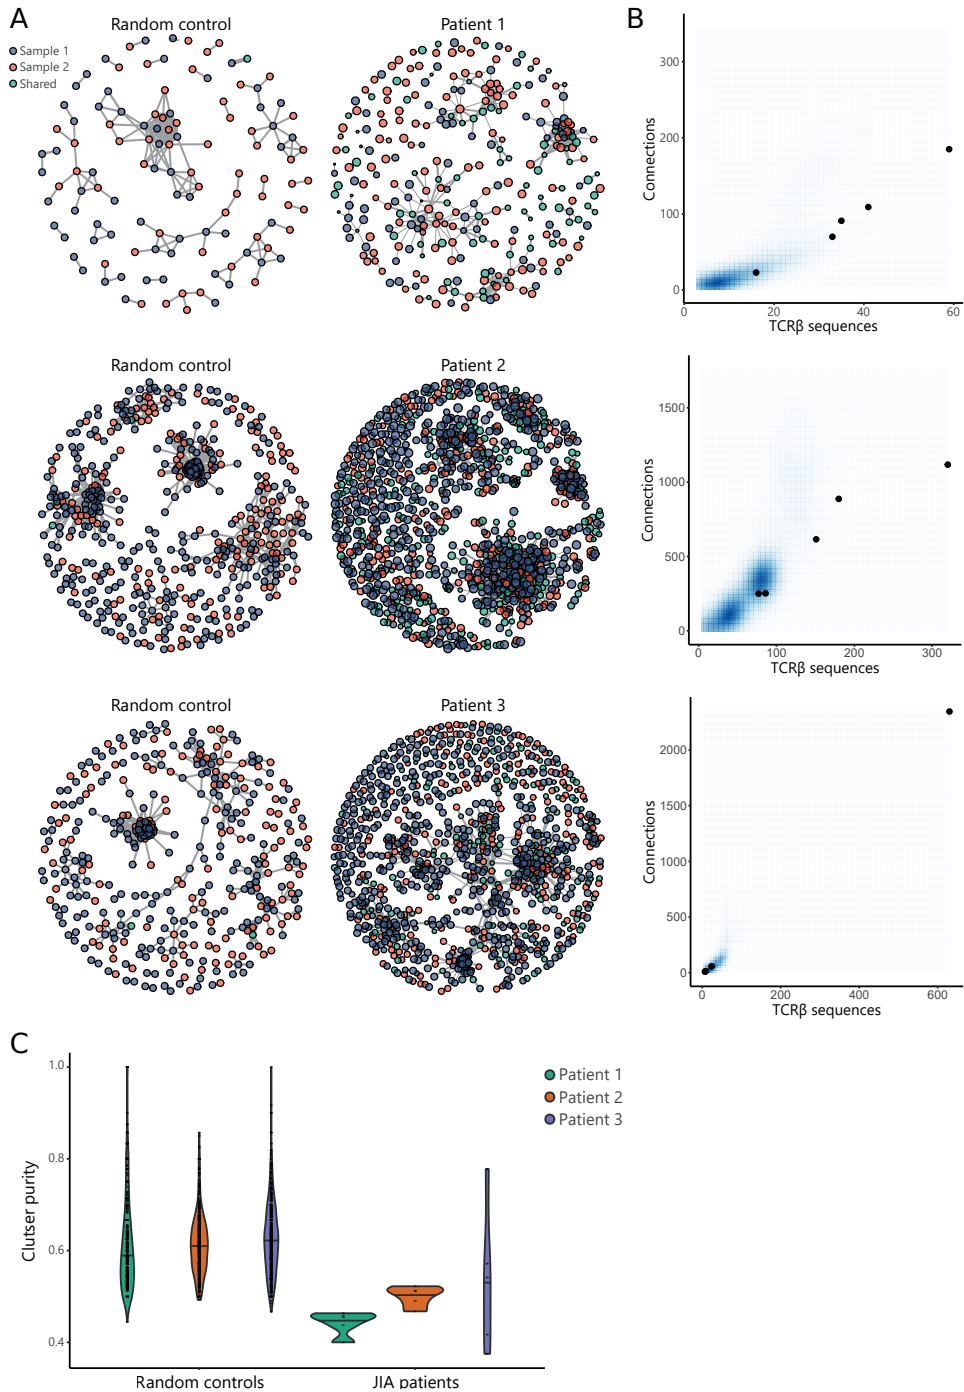 A
Random control
Patient 1
B
Sample 1
Sample 2
Shared
300
200
100
0
Connections
0
20
40
60
TCRβ sequences
Random control
Patient 2
1500
1000
500
0
Connections
0
100
200
300
TCRβ sequences
Random control
Patient 3
2000
1500
1000
500
0
Connections
0
200
400
600
TCRβ sequences
C
1.0
0.8
0.6
0.4
Clutser purity
Patient 1
Patient 2
Patient 3
Random controls
JIA patients